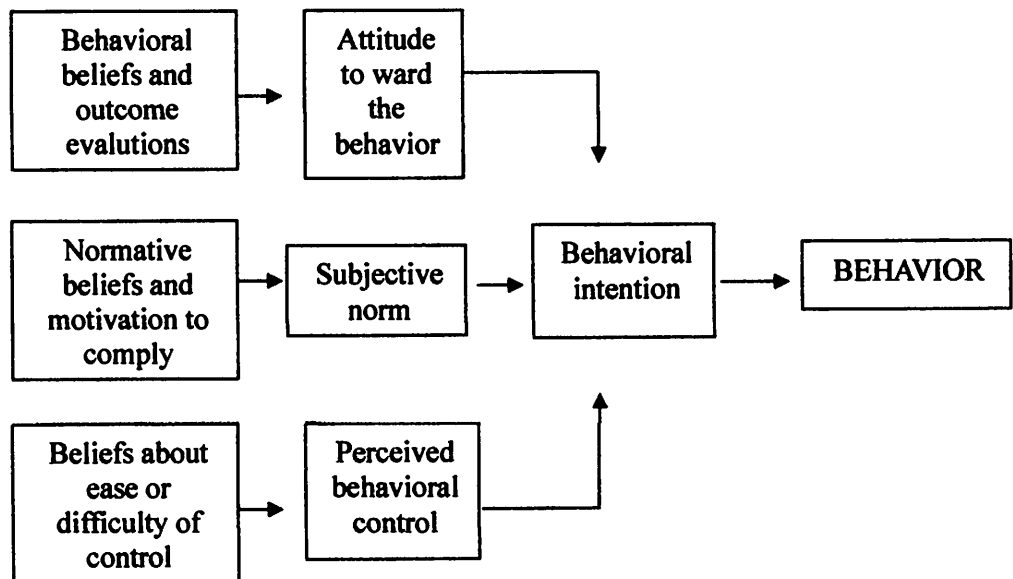 Behavioral
beliefs and
outcome
evalutions
Attitude
to ward
the
behavior
Normative
beliefs and
motivation to
comply
Subjective
norm
Behavioral
intention
BEHAVIOR
Beliefs about
ease or
difficulty of
control
Perceived
behavioral
control